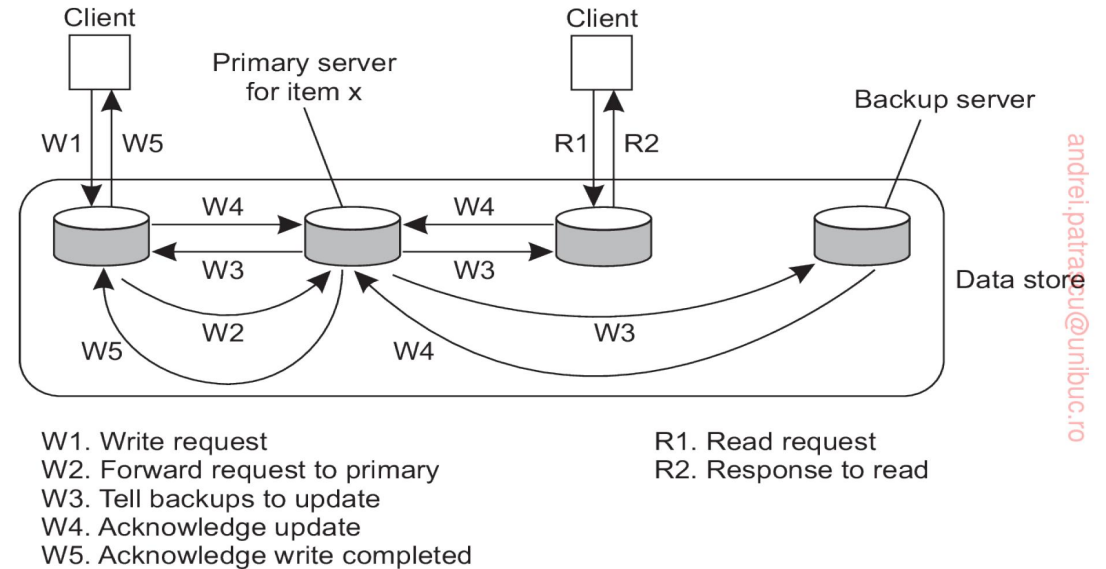 Client
Client
Primary server
for item x
Backup server
W1
W5
R1
R2
W4
W4
W3
W3
Data store
W2
W3
W5
W4
W1. Write request
W2. Forward request to primary
W3. Tell backups to update
W4. Acknowledge update
W5. Acknowledge write completed
R1. Read request
R2. Response to read
andrei.patrascu@unibuc.ro